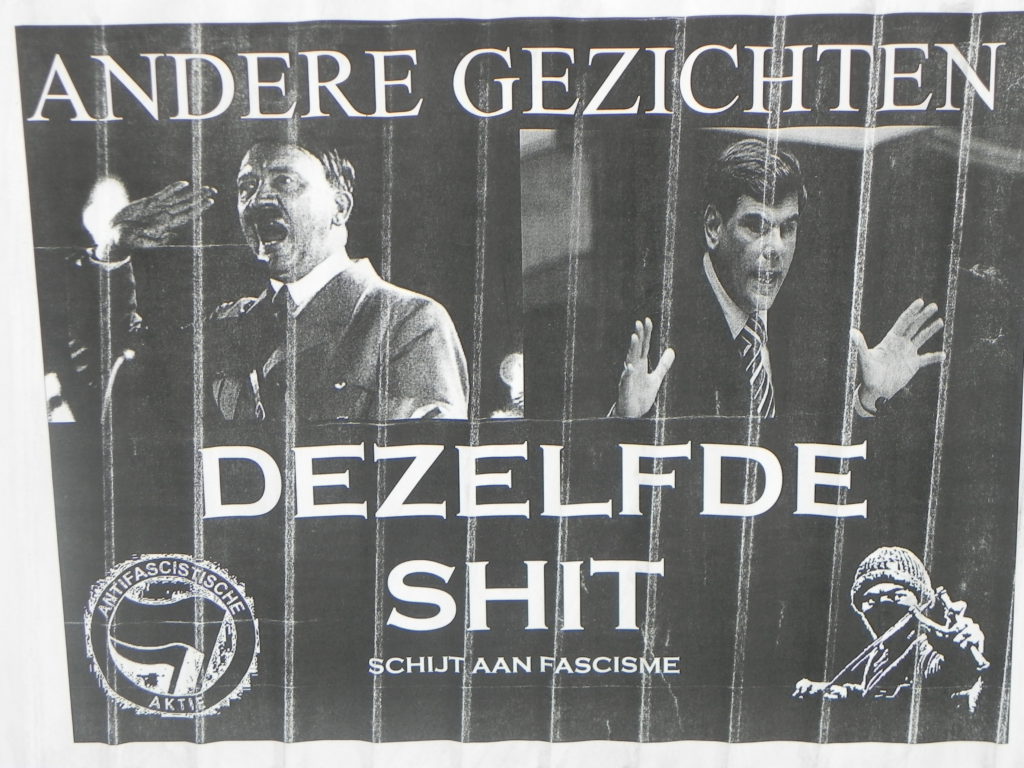 ANDERE GEZICHTEN
DEZELFDE
SHIT
SCHIJT AAN FASCISME
ANTIFASCISTISCHE
AKTIE